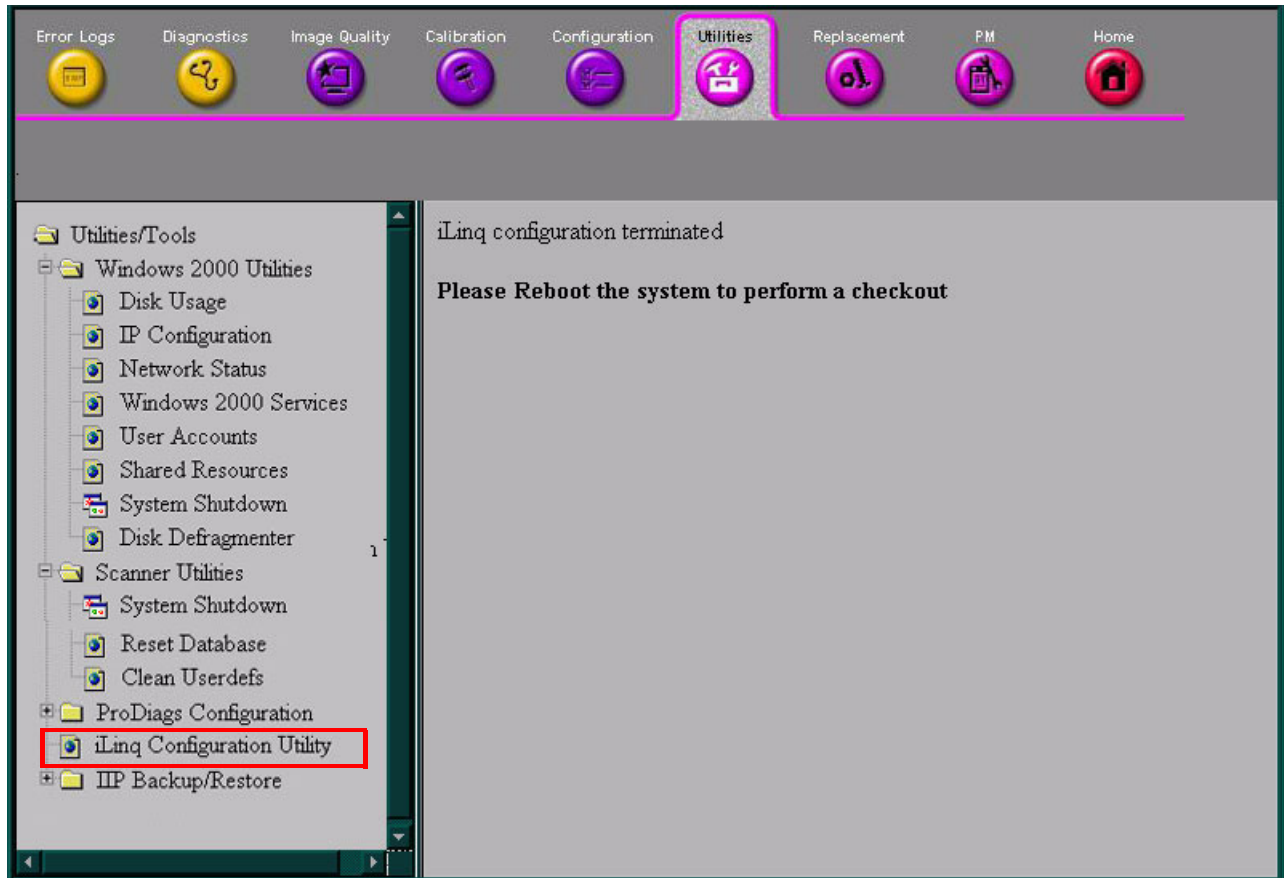 Error Logs
Diagnostics
Image Quality
Calibration
Configuration
Utilities
Replacement
PM
Home
Utilities/Tools
Windows 2000 Utilities
Disk Usage
IP Configuration
Network Status
Windows 2000 Services
User Accounts
Shared Resources
System Shutdown
Disk Defragmenter
Scanner Utilities
System Shutdown
Reset Database
Clean Userdefs
ProDiags Configuration
iLinq Configuration Utility
IIP Backup/Restore
iLinq configuration terminated
Please Reboot the system to perform a checkout